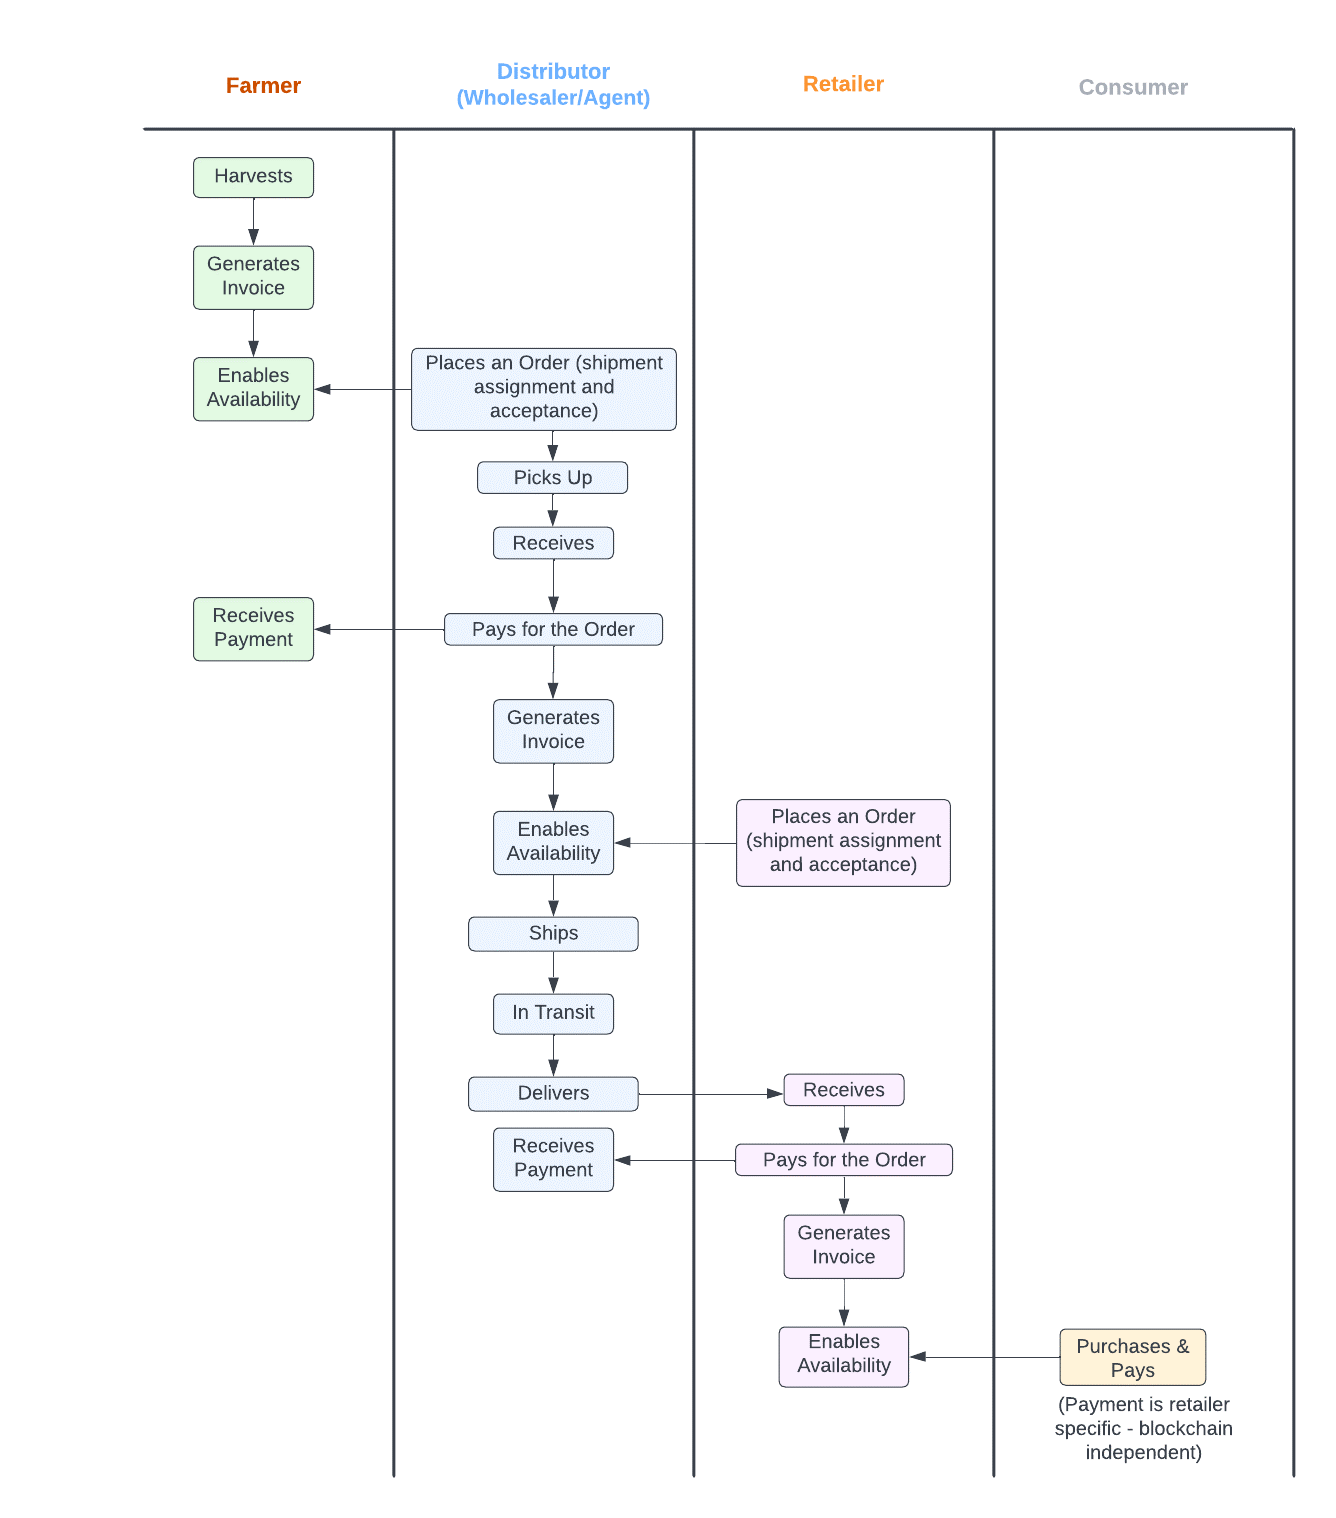 Farmer
Distributor
(Wholesaler/Agent)
Retailer
Consumer
Harvests
Generates
Invoice
Enables
Availability
Places an Order (shipment
assignment and
acceptance)
Picks Up
Receives
Receives
Payment
Pays for the Order
Generates
Invoice
Enables
Availability
Places an Order
(shipment assignment
and acceptance)
Ships
In Transit
Delivers
Receives
Receives
Payment
Pays for the Order
Generates
Invoice
Enables
Availability
Purchases &
Pays
(Payment is retailer
specific - blockchain
independent)